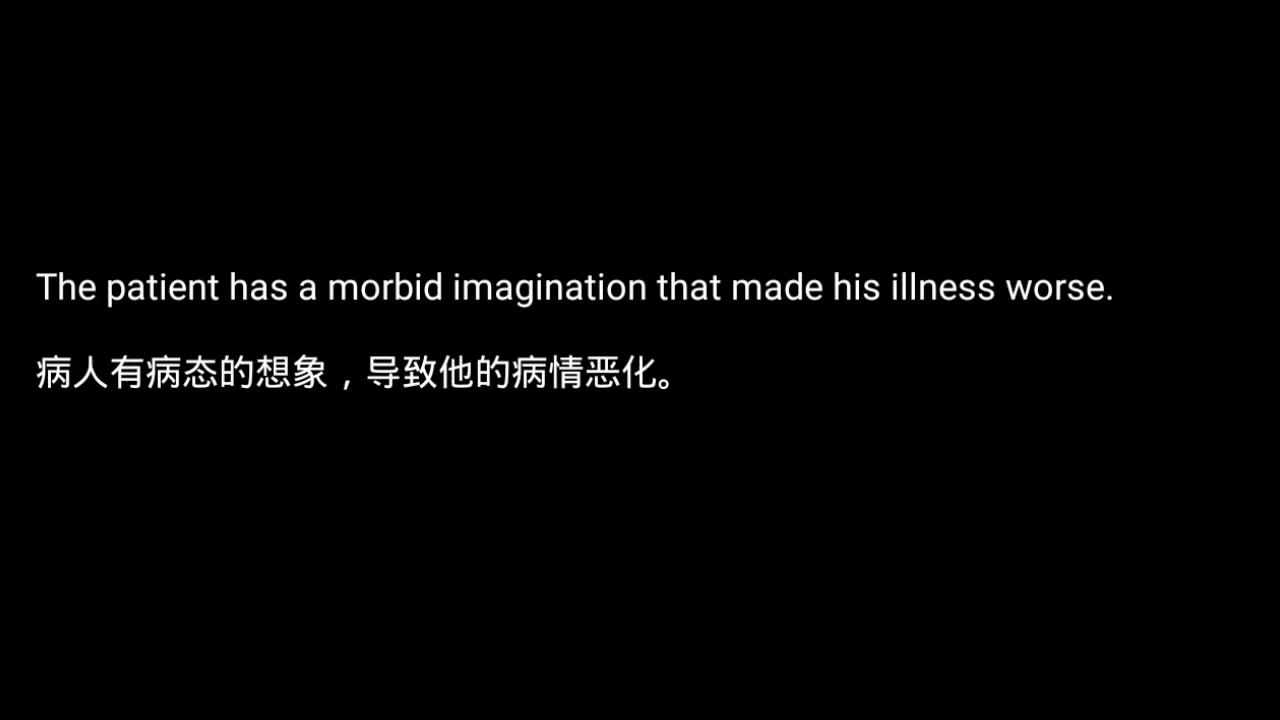 The patient has a morbid imagination that made his illness worse.
病人有病态的想象，导致他的病情恶化。